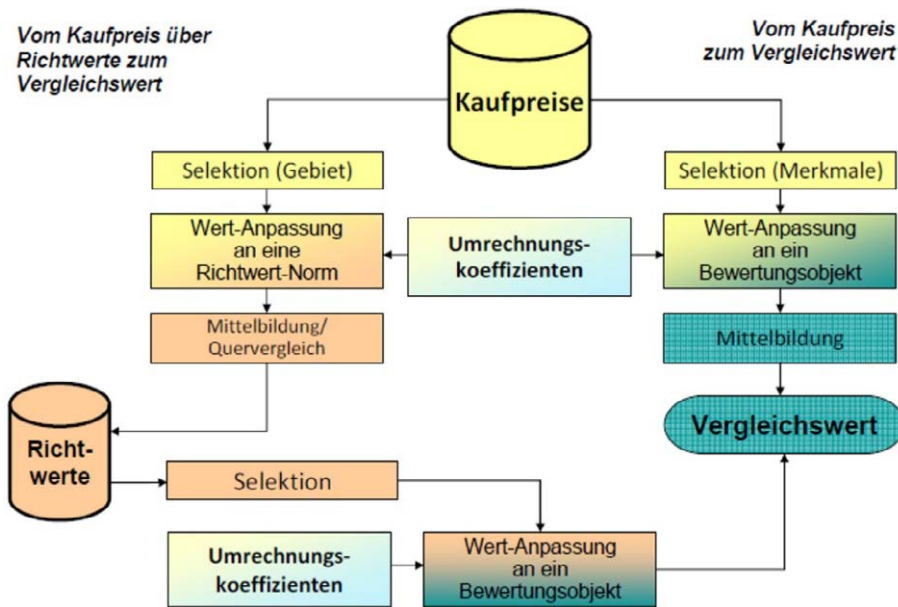 Vom Kaufpreis über
Richtwerte zum
Vergleichswert
Vom Kaufpreis
zum Vergleichswert
Kaufpreise
Selektion (Gebiet)
Selektion (Merkmale)
Wert-Anpassung
an eine
Richtwert-Norm
Umrechnungs-
koeffizienten
Wert-Anpassung
an ein
Bewertungsobjekt
Mittelbildung/
Quervergleich
Mittelbildung
Richt-
werte
Vergleichswert
Selektion
Umrechnungs-
koeffizienten
Wert-Anpassung
an ein
Bewertungsobjekt